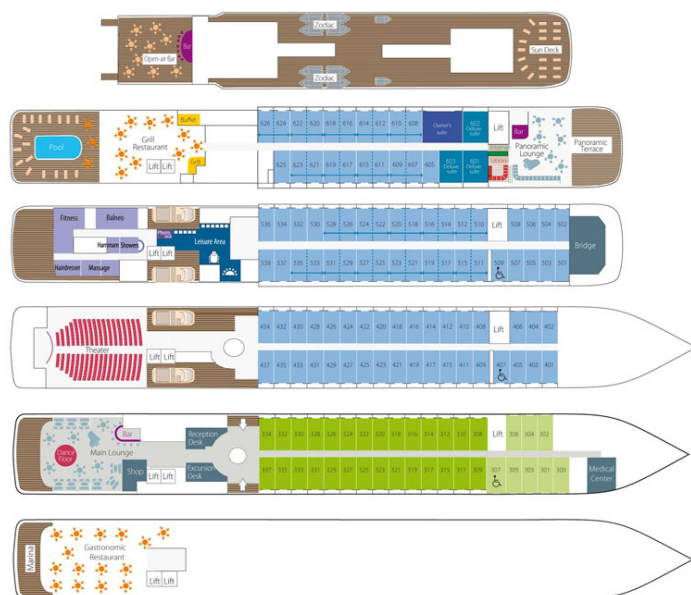 Zodiac
Open-air Bar
Bar
Sun Deck
Zodiac
626 624 622 620 618 616 614 612 610 608
Owner's
suite
602
Deluxe
suite
Lift
Buffet
Grill
Restaurant
Pool
Lift Lift
Grill
Bar
Internet
Library
Panoramic
Lounge
Panoramic
Terrace
625 623 621 619 617 615 611 609 607 605
603
Deluxe
suite
601
Deluxe
suite
Fitness
Balneo
Photo
Leisure Area
Hammam Showers
Lift Lift
Hairdresser
Massage
536 534 532 530 528 526 524 522 520 518 516 514 512 510
Lift
508 506 504 502
Bridge
539 537 535 533 531 529 527 525 523 521 519 517 515 511
509
507 505 503 501
Theater
Lift Lift
434 432 430 428 426 424 422 420 418 416 414 412 410 408
Lift
406 404 402
437 435 433 431 429 427 425 423 421 419 417 415 411 409
407
405 403 401
Bar
Reception
Desk
Main Lounge
Dance
Floor
Shop
Lift Lift
Excursion
Desk
334 332 330 328 326 324 322 320 318 316 314 312 310 308
Lift
306 304 302
337 335 333 331 329 327 325 323 321 319 317 315 311 309
307
305 303 301 300
Medical
Center
Marina
Gastronomic
Restaurant
Lift
Lift Lift